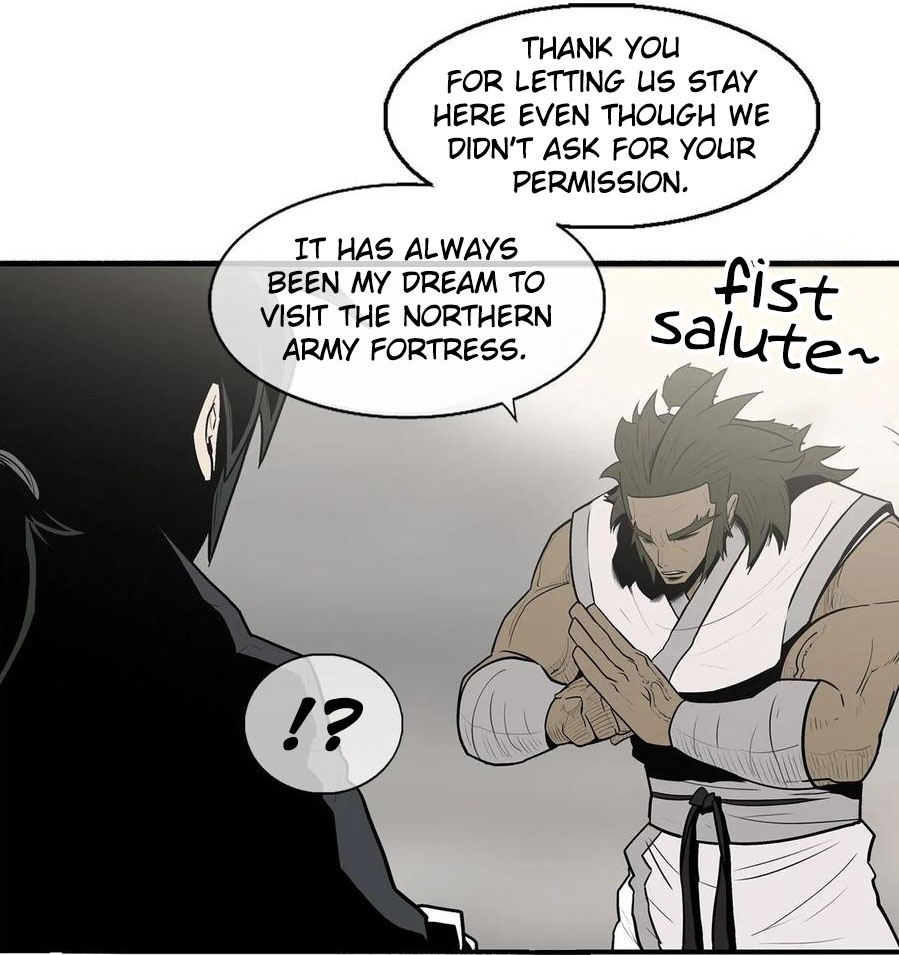 THANK YOU
FOR LETTING US STAY
HERE EVEN THOUGH WE
DIDN'T ASK FOR YOUR
PERMISSION.
IT HAS ALWAYS
BEEN MY DREAM TO
VISIT THE NORTHERN
ARMY FORTRESS.
fist
salute~
!?